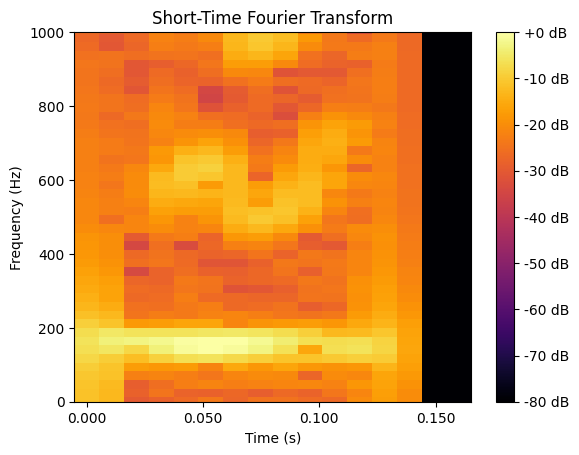 Short-Time Fourier Transform
1000
800
600
400
200
0
Frequency (Hz)
0.000
0.050
0.100
0.150
Time (s)
+0 dB
-10 dB
-20 dB
-30 dB
-40 dB
-50 dB
-60 dB
-70 dB
-80 dB